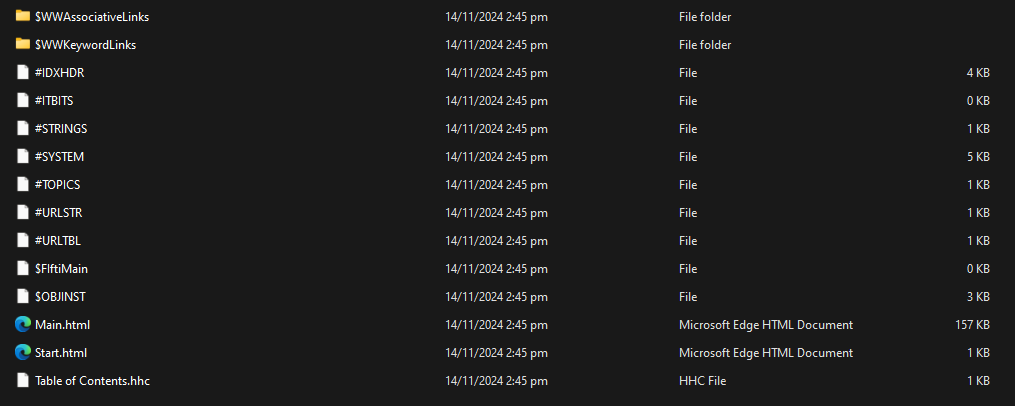 $WWAssociativeLinks 14/11/2024 2:45 pm File folder
$WWKeywordLinks 14/11/2024 2:45 pm File folder
#IDXHDR 14/11/2024 2:45 pm File 4 KB
#ITBITS 14/11/2024 2:45 pm File 0 KB
#STRINGS 14/11/2024 2:45 pm File 1 KB
#SYSTEM 14/11/2024 2:45 pm File 5 KB
#TOPICS 14/11/2024 2:45 pm File 1 KB
#URLSTR 14/11/2024 2:45 pm File 1 KB
#URLTBL 14/11/2024 2:45 pm File 1 KB
$FIftiMain 14/11/2024 2:45 pm File 0 KB
$OBJINST 14/11/2024 2:45 pm File 3 KB
Main.html 14/11/2024 2:45 pm Microsoft Edge HTML Document 157 KB
Start.html 14/11/2024 2:45 pm Microsoft Edge HTML Document 1 KB
Table of Contents.hhc 14/11/2024 2:45 pm HHC File 1 KB